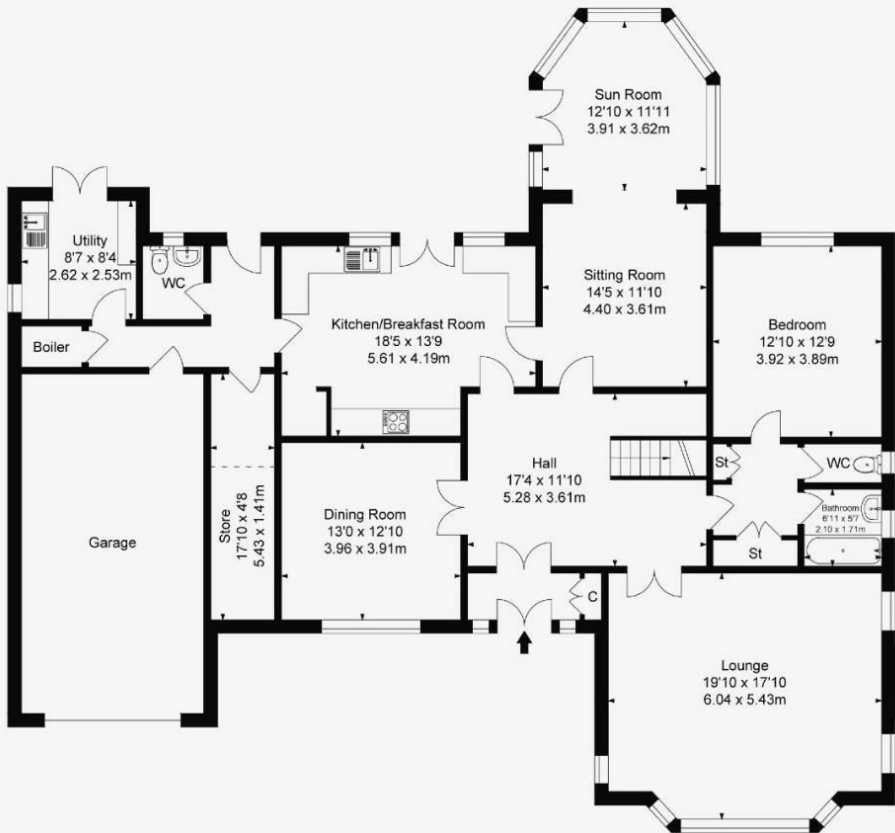 Sun Room
12'10 x 11'11
3.91 x 3.62m
Utility
8'7 x 8'4
2.62 x 2.53m
WC
Kitchen/Breakfast Room
18'5 x 13'9
5.61 x 4.19m
Sitting Room
14'5 x 11'10
4.40 x 3.61m
Bedroom
12'10 x 12'9
3.92 x 3.89m
Boiler
Garage
Store
17'10 x 4'8
5.43 x 1.41m
Dining Room
13'0 x 12'10
3.96 x 3.91m
Hall
17'4 x 11'10
5.28 x 3.61m
St
WC
Bathroom
6'11 x 5'7
2.10 x 1.71m
St
C
Lounge
19'10 x 17'10
6.04 x 5.43m